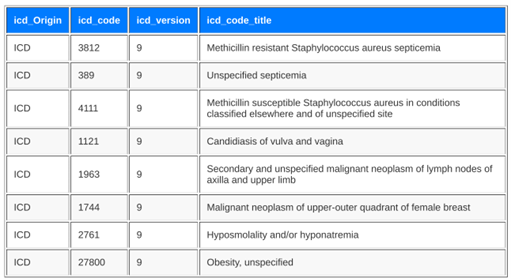 icd_Origin icd_code icd_version icd_code_title
ICD 3812 9 Methicillin resistant Staphylococcus aureus septicemia
ICD 389 9 Unspecified septicemia
ICD 4111 9 Methicillin susceptible Staphylococcus aureus in conditions
classified elsewhere and of unspecified site
ICD 1121 9 Candidiasis of vulva and vagina
ICD 1963 9 Secondary and unspecified malignant neoplasm of lymph nodes of
axilla and upper limb
ICD 1744 9 Malignant neoplasm of upper-outer quadrant of female breast
ICD 2761 9 Hyposmolality and/or hyponatremia
ICD 27800 9 Obesity, unspecified